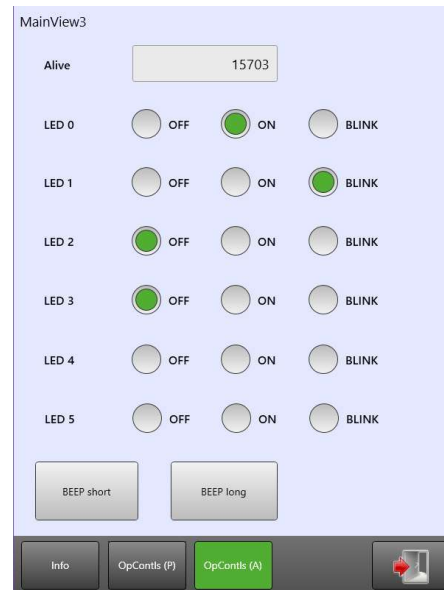 MainView3
Alive 15703
LED 0 OFF ON BLINK
LED 1 OFF ON BLINK
LED 2 OFF ON BLINK
LED 3 OFF ON BLINK
LED 4 OFF ON BLINK
LED 5 OFF ON BLINK
BEEP short BEEP long
Info OpContls (P) OpContls (A)